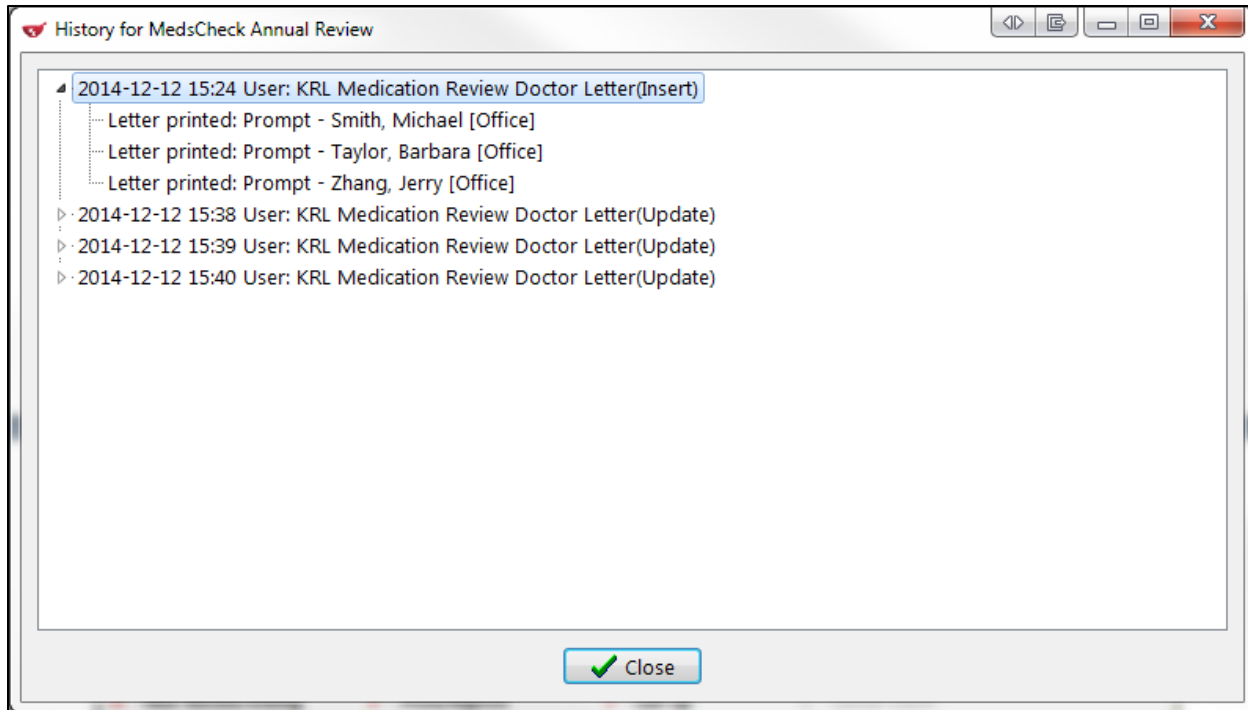 History for MedsCheck Annual Review
2014-12-12 15:24 User: KRL Medication Review Doctor Letter(Insert)
Letter printed: Prompt - Smith, Michael [Office]
Letter printed: Prompt - Taylor, Barbara [Office]
Letter printed: Prompt - Zhang, Jerry [Office]
2014-12-12 15:38 User: KRL Medication Review Doctor Letter(Update)
2014-12-12 15:39 User: KRL Medication Review Doctor Letter(Update)
2014-12-12 15:40 User: KRL Medication Review Doctor Letter(Update)
Close